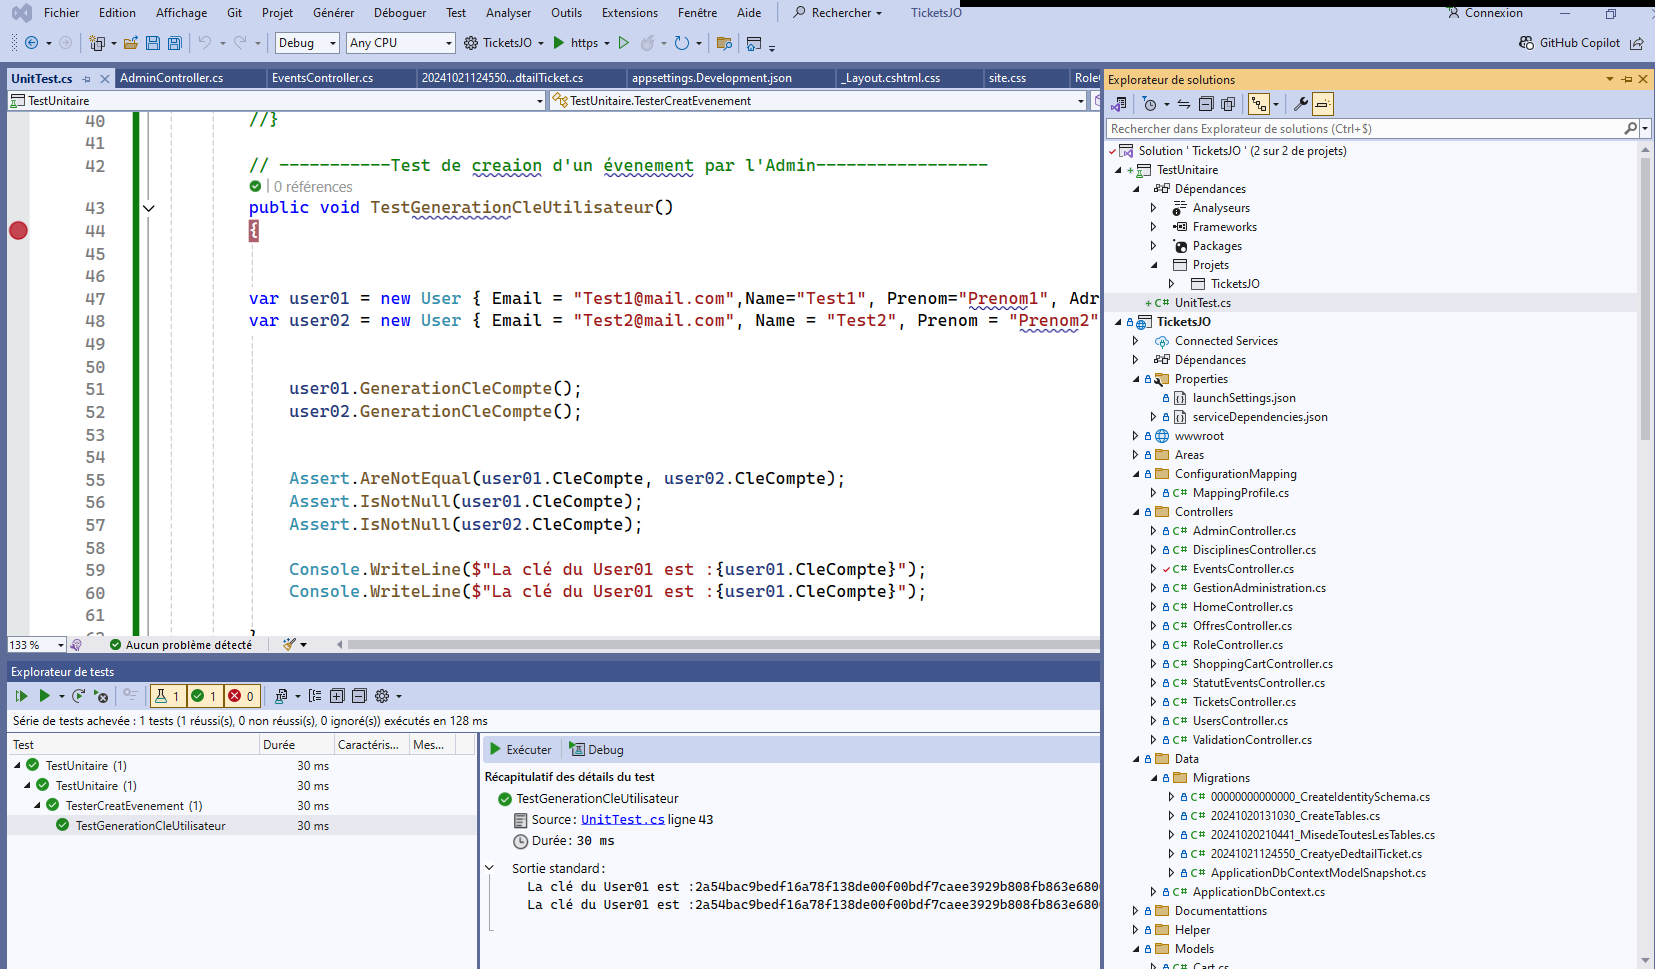 Fichier Edition Affichage Git Projet Générer Déboguer Test Analyser Outils Extensions Fenêtre Aide Rechercher TicketsJO Connexion
Debug Any CPU TicketsJO https GitHub Copilot
UnitTest.cs AdminController.cs EventsController.cs 20241021124550...dtailTicket.cs appsettings.Development.json _Layout.cshtml.css site.css
TestUnitaire TestUnitaire.TesterCreatEvenement
40 //}
41
42 // -----------Test de creaion d'un évenement par l'Admin-----------------
0 références
43 public void TestGenerationCleUtilisateur()
44 {
45
46
47 var user01 = new User { Email = "Test1@mail.com",Name="Test1", Prenom="Prenom1", Adr
48 var user02 = new User { Email = "Test2@mail.com", Name = "Test2", Prenom = "Prenom2"
49
50
51 user01.GenerationCleCompte();
52 user02.GenerationCleCompte();
53
54
55 Assert.AreNotEqual(user01.CleCompte, user02.CleCompte);
56 Assert.IsNotNull(user01.CleCompte);
57 Assert.IsNotNull(user02.CleCompte);
58
59 Console.WriteLine($"La clé du User01 est :{user01.CleCompte}");
60 Console.WriteLine($"La clé du User01 est :{user01.CleCompte}");
61
133 % Aucun problème détecté
Explorateur de tests
1 1 0
Série de tests achevée : 1 tests (1 réussi(s), 0 non réussi(s), 0 ignoré(s)) exécutés en 128 ms
Test Durée Caractéris... Mes...
TestUnitaire (1) 30 ms
TestUnitaire (1) 30 ms
TesterCreatEvenement (1) 30 ms
TestGenerationCleUtilisateur 30 ms
Exécuter Debug
Récapitulatif des détails du test
TestGenerationCleUtilisateur
Source : UnitTest.cs ligne 43
Durée : 30 ms
Sortie standard :
La clé du User01 est :2a54bac9bedf16a78f138de00f00bdf7caee3929b808fb863e680
La clé du User01 est :2a54bac9bedf16a78f138de00f00bdf7caee3929b808fb863e680
Explorateur de solutions
Rechercher dans Explorateur de solutions (Ctrl+$)
Solution ' TicketsJO ' (2 sur 2 de projets)
TestUnitaire
Dépendances
Analyseurs
Frameworks
Packages
Projets
TicketsJO
C# UnitTest.cs
TicketsJO
Connected Services
Dépendances
Properties
launchSettings.json
serviceDependencies.json
wwwroot
Areas
ConfigurationMapping
C# MappingProfile.cs
Controllers
C# AdminController.cs
C# DisciplinesController.cs
C# EventsController.cs
C# GestionAdministration.cs
C# HomeController.cs
C# OffresController.cs
C# RoleController.cs
C# ShoppingCartController.cs
C# StatutEventsController.cs
C# TicketsController.cs
C# UsersController.cs
C# ValidationController.cs
Data
Migrations
C# 00000000000000_CreateIdentitySchema.cs
C# 20241020131030_CreateTables.cs
C# 20241020210441_MisedeToutesLesTables.cs
C# 20241021124550_CreatyeDedtailTicket.cs
C# ApplicationDbContextModelSnapshot.cs
C# ApplicationDbContext.cs
Documentattions
Helper
Models
C# Cart.cs